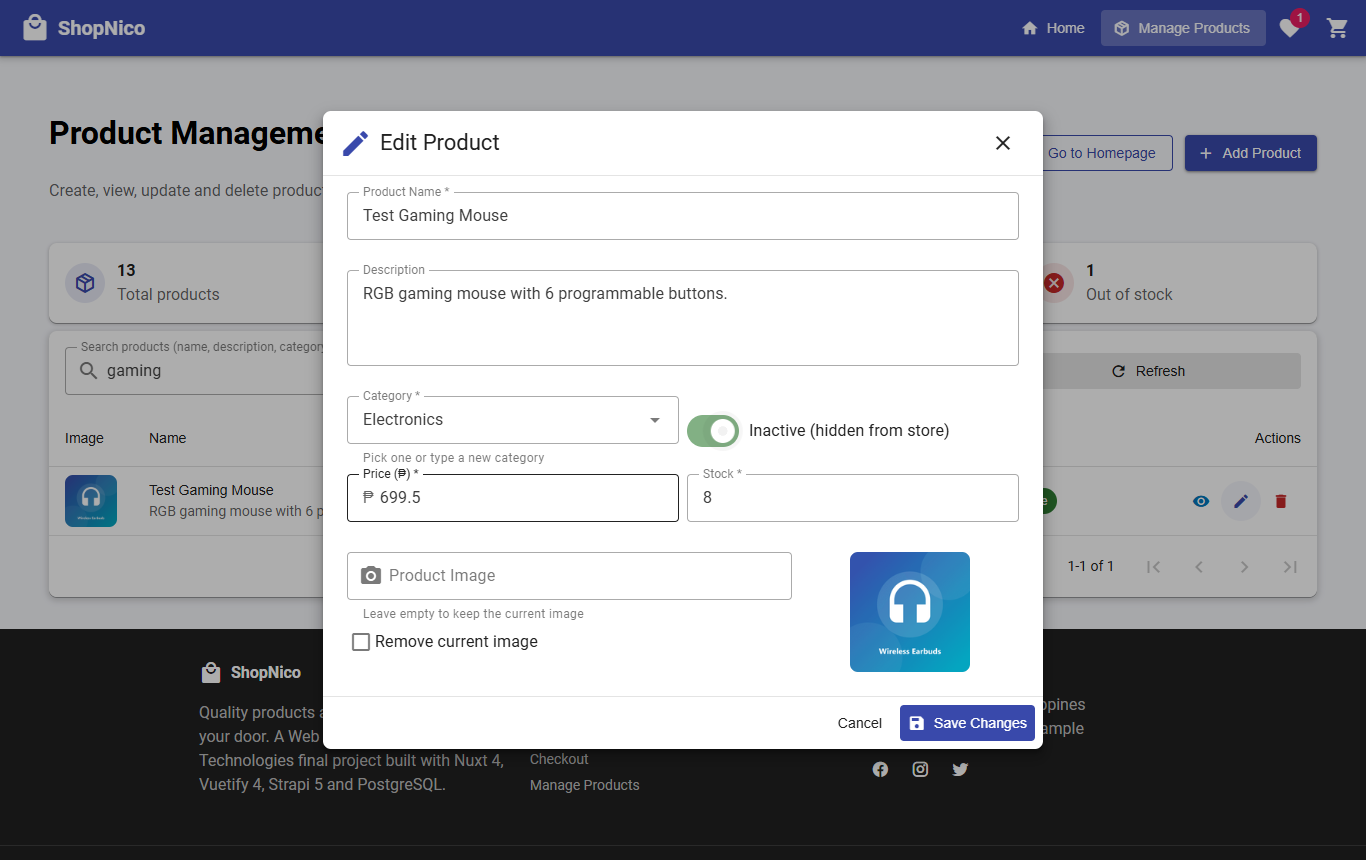 ShopNico
Home
Manage Products
1
Product Manageme
Create, view, update and delete produc
Go to Homepage
Add Product
13
Total products
1
Out of stock
Search products (name, description, category
gaming
Refresh
Image
Name
Actions
Test Gaming Mouse
RGB gaming mouse with 6 p
e
1-1 of 1
Edit Product
Product Name *
Test Gaming Mouse
Description
RGB gaming mouse with 6 programmable buttons.
Category *
Electronics
Pick one or type a new category
Inactive (hidden from store)
Price (₱) *
₱ 699.5
Stock *
8
Product Image
Leave empty to keep the current image
Remove current image
Wireless Earbuds
Cancel
Save Changes
ShopNico
Quality products a
your door. A Web
Technologies final project built with Nuxt 4,
Vuetify 4, Strapi 5 and PostgreSQL.
Checkout
Manage Products
ppines
ample